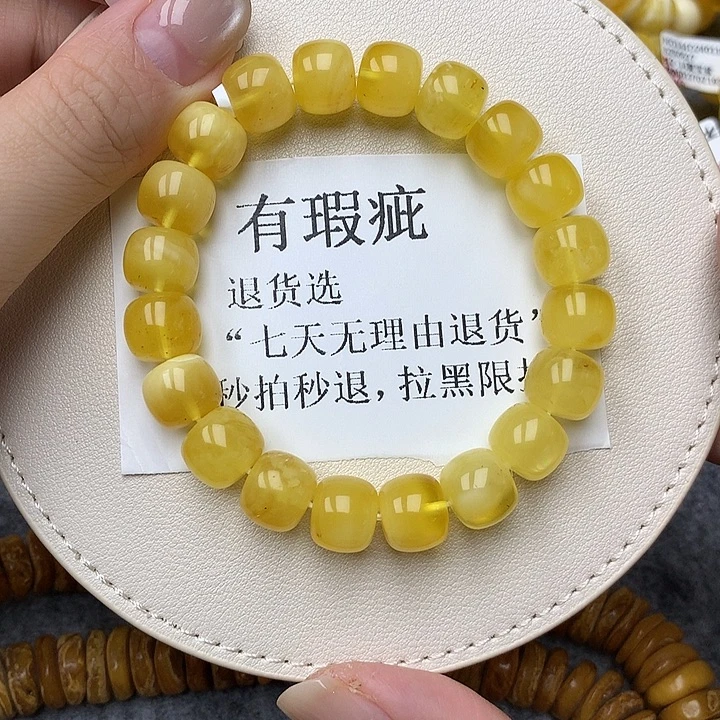 有瑕疵
退货选
“七天无理由退货”
秒拍秒退，拉黑限